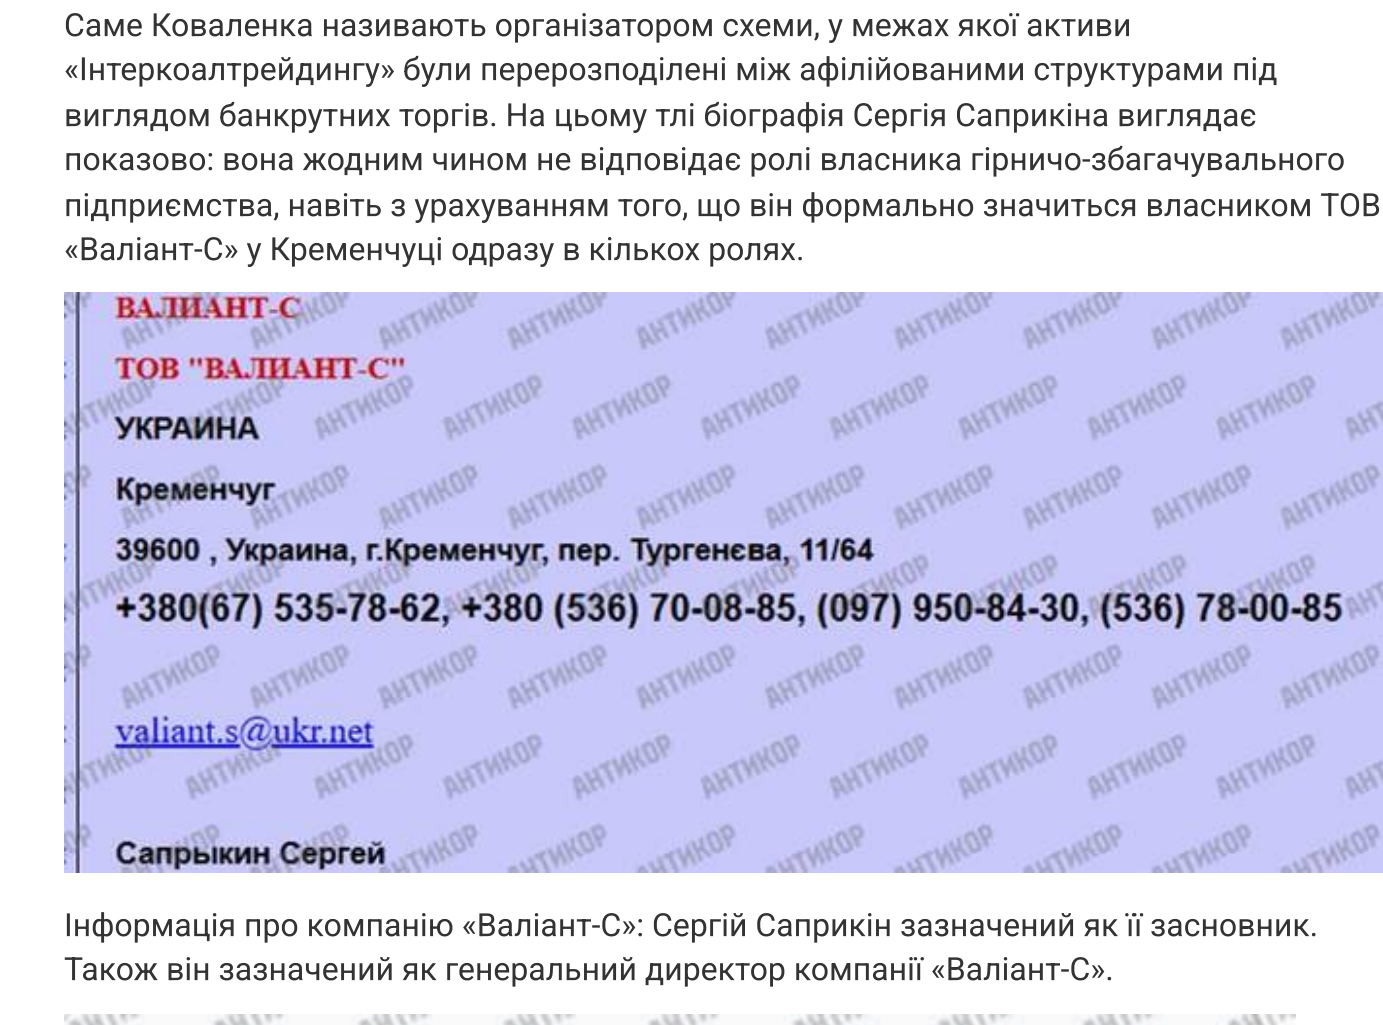 Саме Коваленка називають організатором схеми, у межах якої активи
«Інтеркоалтрейдингу» були перерозподілені між афілійованими структурами під
виглядом банкрутних торгів. На цьому тлі біографія Сергія Саприкіна виглядає
показово: вона жодним чином не відповідає ролі власника гірничо-збагачувального
підприємства, навіть з урахуванням того, що він формально значиться власником ТОВ
«Валіант-С» у Кременчуці одразу в кількох ролях.
ВАЛИАНТ-С
ТОВ "ВАЛИАНТ-С"
УКРАИНА
Кременчуг
39600 , Украина, г.Кременчуг, пер. Тургенєва, 11/64
+380(67) 535-78-62, +380 (536) 70-08-85, (097) 950-84-30, (536) 78-00-85
valiant.s@ukr.net
Сапрыкин Сергей
АНТИКОР
Інформація про компанію «Валіант-С»: Сергій Саприкін зазначений як її засновник.
Також він зазначений як генеральний директор компанії «Валіант-С».